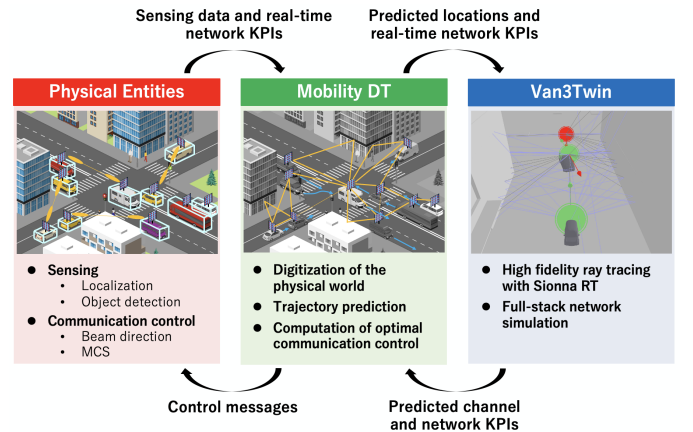 Sensing data and real-time
network KPIs
Predicted locations and
real-time network KPIs
Physical Entities
Mobility DT
Van3Twin
● Sensing
• Localization
• Object detection
● Communication control
• Beam direction
• MCS
● Digitization of the
physical world
● Trajectory prediction
● Computation of optimal
communication control
● High fidelity ray tracing
with Sionna RT
● Full-stack network
simulation
Control messages
Predicted channel
and network KPIs